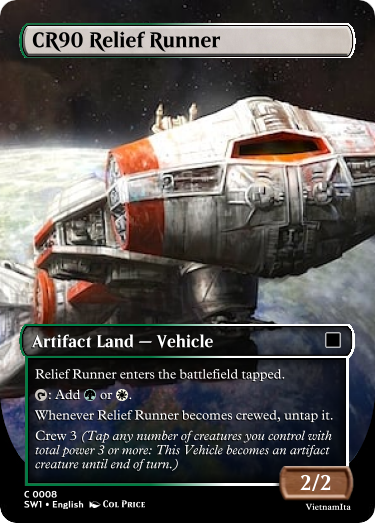 CR90 Relief Runner
Artifact Land — Vehicle
Relief Runner enters the battlefield tapped.
: Add or .
Whenever Relief Runner becomes crewed, untap it.
Crew 3 (Tap any number of creatures you control with
total power 3 or more: This Vehicle becomes an artifact
creature until end of turn.)
2/2
C 0008
SW1 • English Col Price
VietnamIta